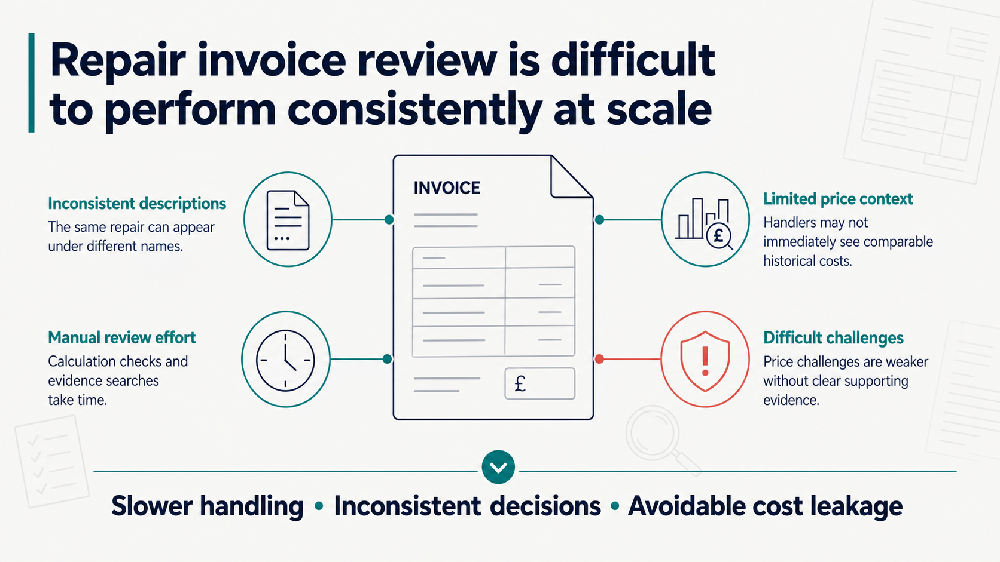 Repair invoice review is difficult
to perform consistently at scale
Inconsistent descriptions
The same repair can appear
under different names.
Manual review effort
Calculation checks and
evidence searches
take time.
INVOICE
£
£
Limited price context
Handlers may not
immediately see comparable
historical costs.
Difficult challenges
Price challenges are weaker
without clear supporting
evidence.
Slower handling • Inconsistent decisions • Avoidable cost leakage